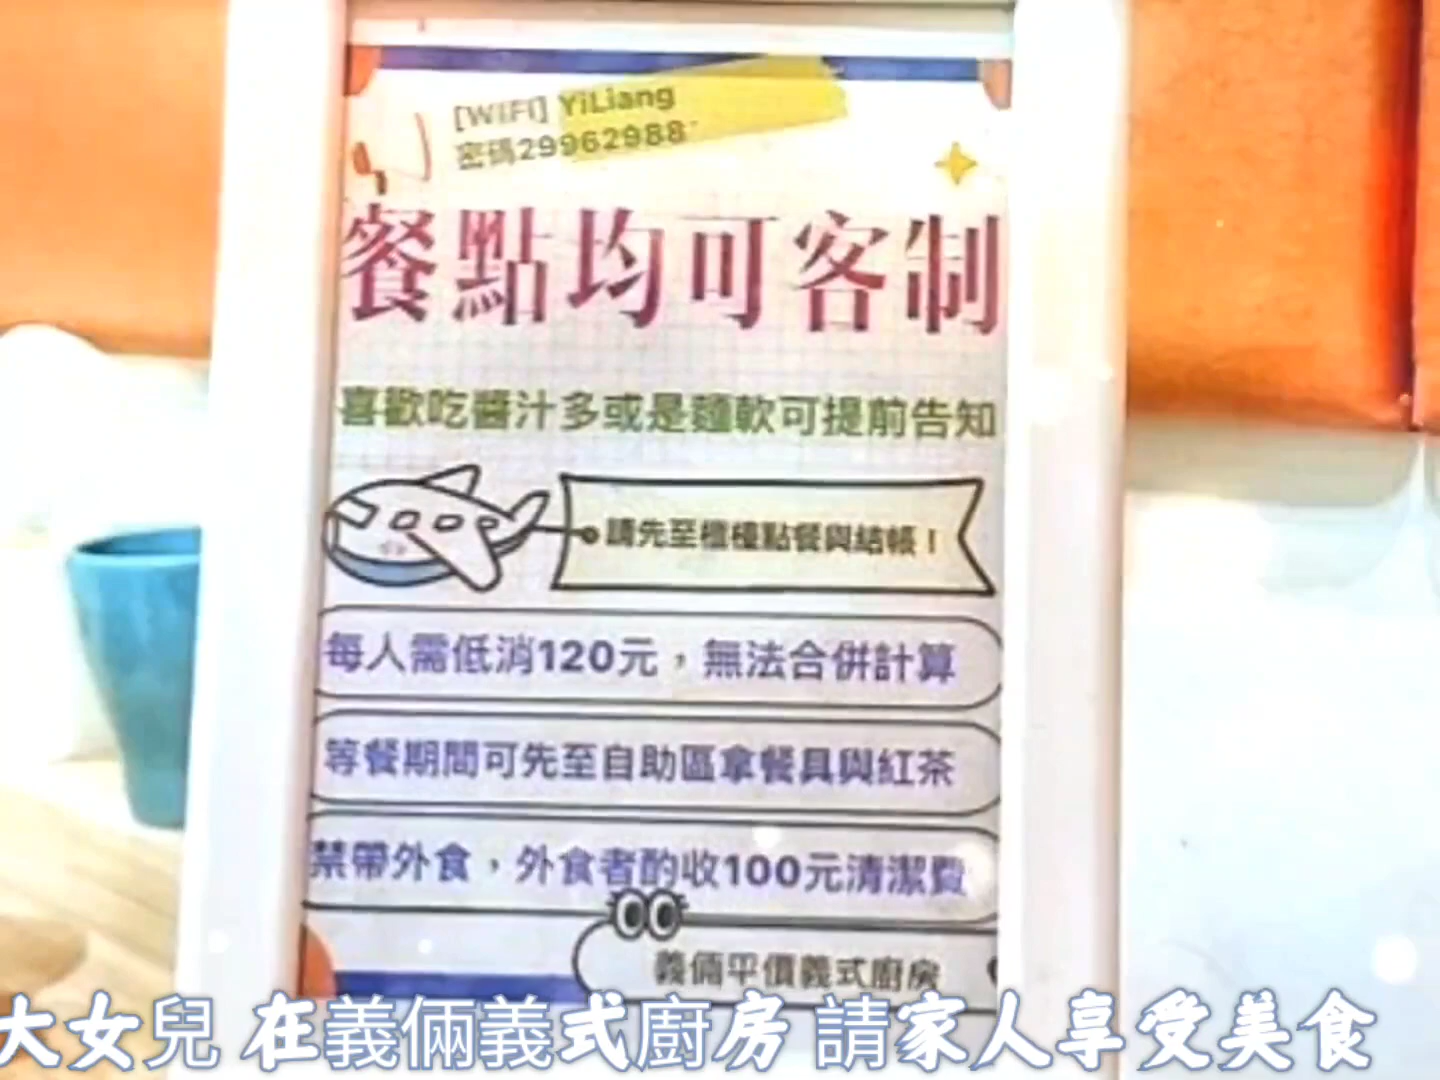 [WiFi] YiLiang
密碼29962988
餐點均可客制
喜歡吃醬汁多或是麵軟可提前告知
請先至櫃檯點餐與結帳！
每人需低消120元，無法合併計算
等餐期間可先至自助區拿餐具與紅茶
禁帶外食，外食者酌收100元清潔費
義倆平價義式廚房
大女兒 在義倆義式廚房 請家人享受美食